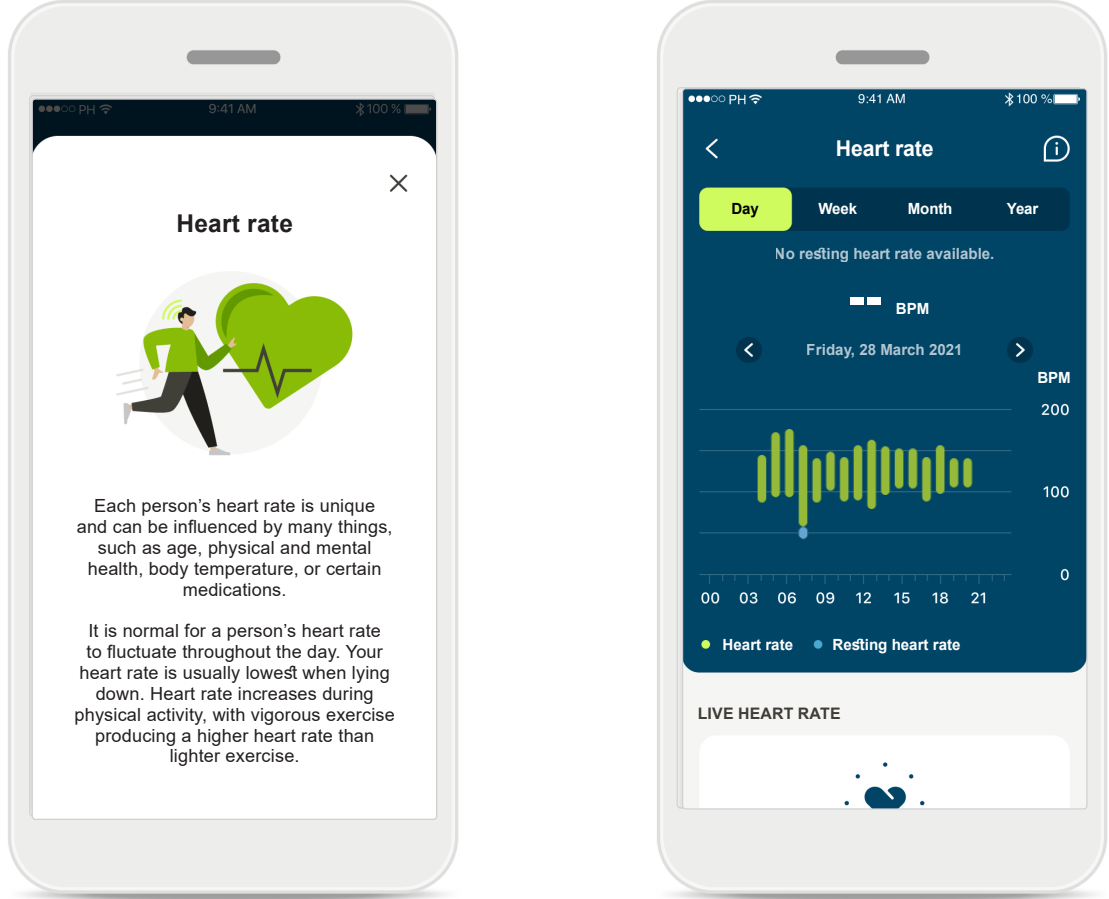 ●●●○○ PH 9:41 AM 100 %
Heart rate
Each person’s heart rate is unique
and can be influenced by many things,
such as age, physical and mental
health, body temperature, or certain
medications.
It is normal for a person’s heart rate
to fluctuate throughout the day. Your
heart rate is usually lowest when lying
down. Heart rate increases during
physical activity, with vigorous exercise
producing a higher heart rate than
lighter exercise.
●●●○○ PH 9:41 AM 100 %
Heart rate
Day Week Month Year
No resting heart rate available.
-- BPM
Friday, 28 March 2021
BPM
200
100
0
00 03 06 09 12 15 18 21
Heart rate Resting heart rate
LIVE HEART RATE